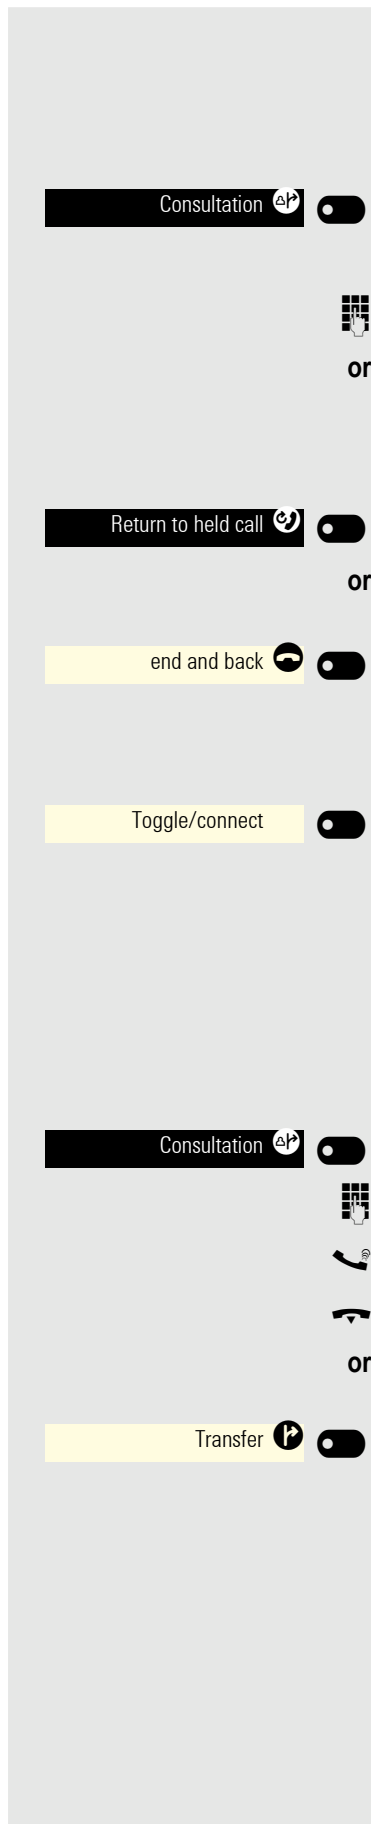 Consultation
or
Return to held call
or
end and back
Toggle/connect
Consultation
or
Transfer